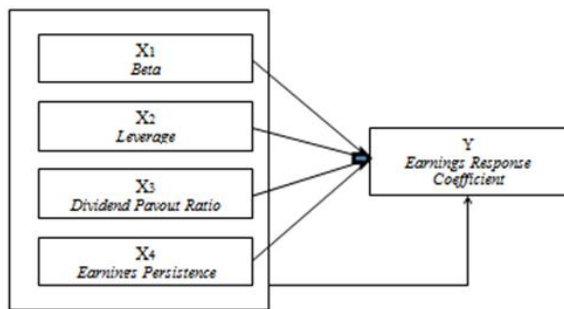 X1
Beta
X2
Leverage
X3
Dividend Payout Ratio
X4
Earnings Persistence
Y
Earnings Response
Coefficient